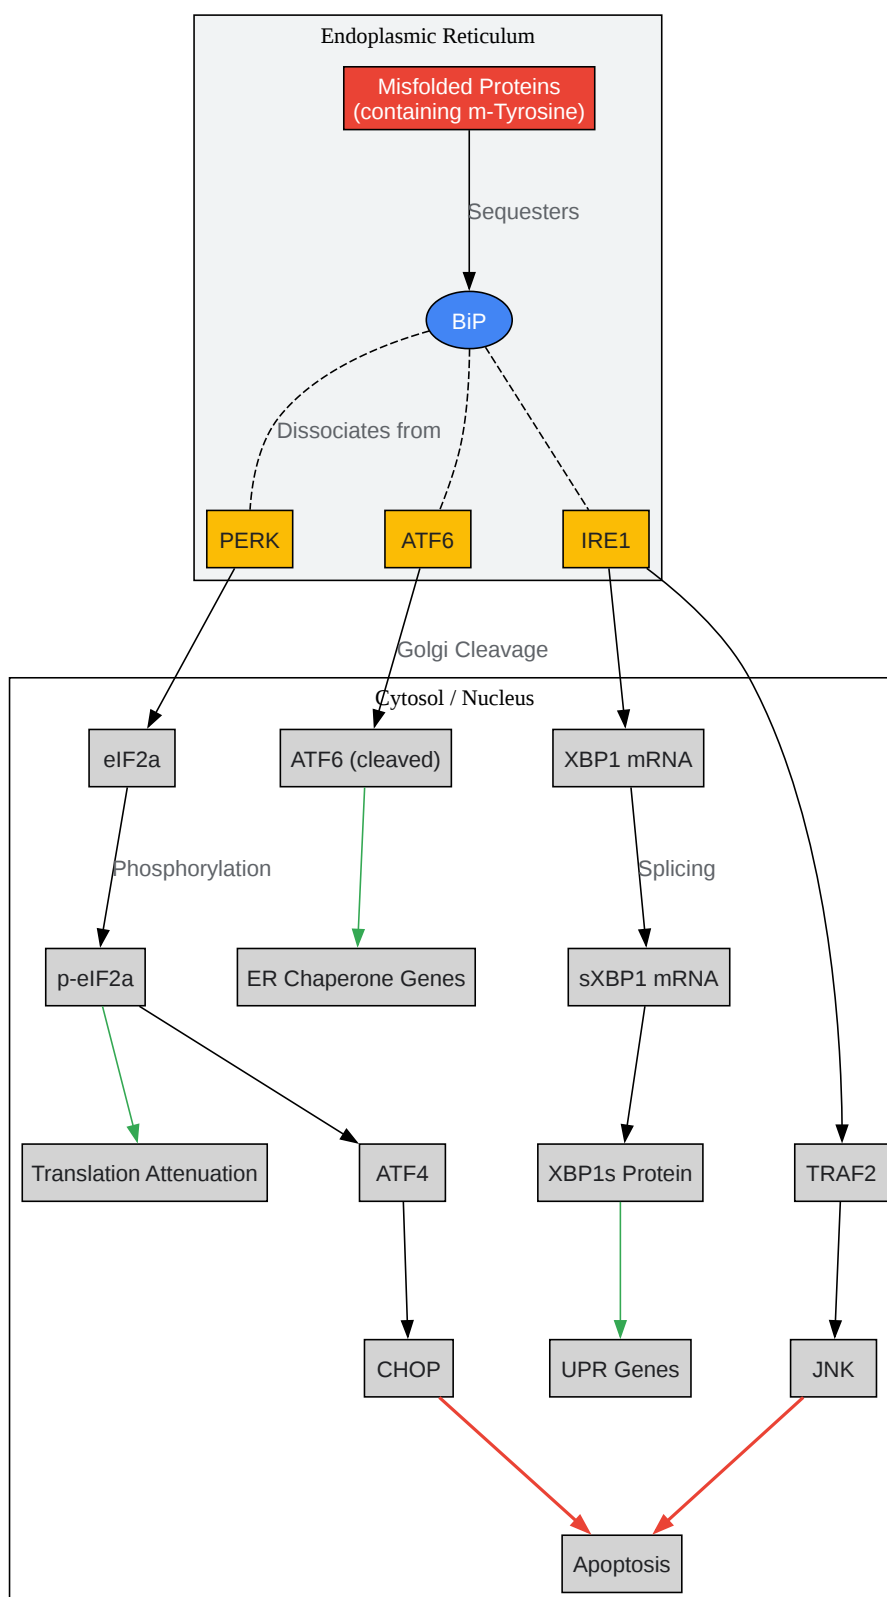 Endoplasmic Reticulum
Misfolded Proteins
(containing m-Tyrosine)
Sequesters
BiP
Dissociates from
PERK
ATF6
IRE1
Golgi Cleavage
Cytosol / Nucleus
eIF2a
ATF6 (cleaved)
XBP1 mRNA
Phosphorylation
Splicing
p-eIF2a
ER Chaperone Genes
sXBP1 mRNA
Translation Attenuation
ATF4
XBP1s Protein
TRAF2
CHOP
UPR Genes
JNK
Apoptosis